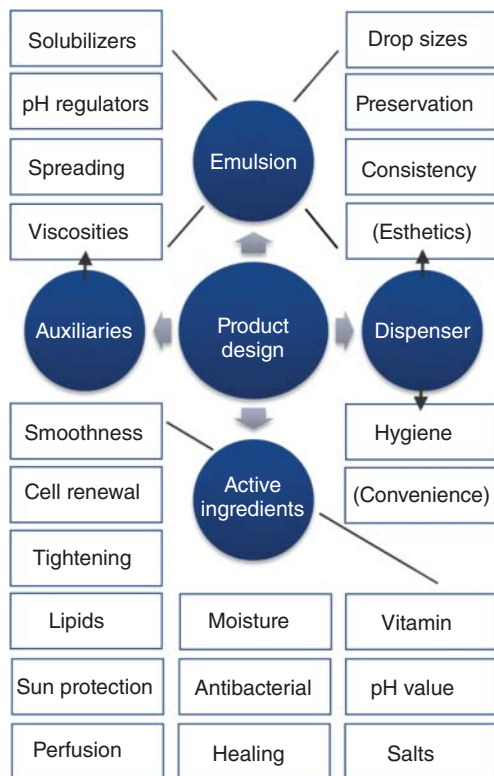 Solubilizers
Drop sizes
pH regulators
Preservation
Emulsion
Spreading
Consistency
Viscosities
(Esthetics)
Auxiliaries
Product
design
Dispenser
Smoothness
Hygiene
Cell renewal
Active
ingredients
(Convenience)
Tightening
Lipids
Moisture
Vitamin
Sun protection
Antibacterial
pH value
Perfusion
Healing
Salts